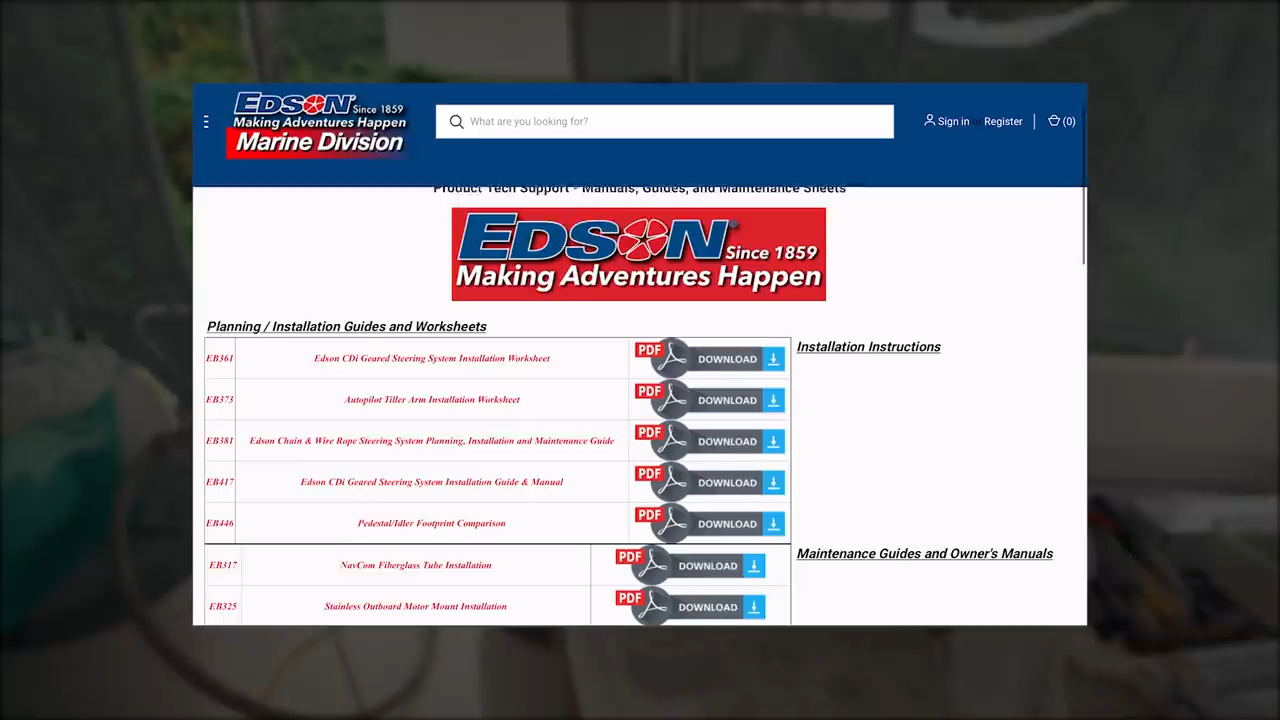 EDSON Since 1859
Making Adventures Happen
Marine Division
What are you looking for?
Sign in or Register (0)
Product Tech Support - Manuals, Guides, and Maintenance Sheets
EDSON Since 1859
Making Adventures Happen
Planning / Installation Guides and Worksheets
Installation Instructions
EB361 Edson CDi Geared Steering System Installation Worksheet PDF DOWNLOAD
EB373 Autopilot Tiller Arm Installation Worksheet PDF DOWNLOAD
EB381 Edson Chain & Wire Rope Steering System Planning, Installation and Maintenance Guide PDF DOWNLOAD
EB417 Edson CDi Geared Steering System Installation Guide & Manual PDF DOWNLOAD
EB446 Pedestal/Idler Footprint Comparison PDF DOWNLOAD
Maintenance Guides and Owner's Manuals
EB317 NavCom Fiberglass Tube Installation PDF DOWNLOAD
EB325 Stainless Outboard Motor Mount Installation PDF DOWNLOAD